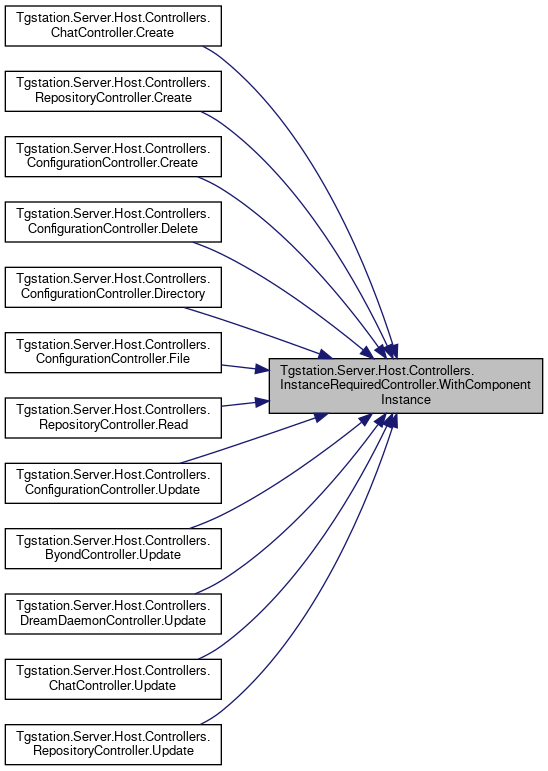 Tgstation.Server.Host.Controllers.
ChatController.Create
Tgstation.Server.Host.Controllers.
RepositoryController.Create
Tgstation.Server.Host.Controllers.
ConfigurationController.Create
Tgstation.Server.Host.Controllers.
ConfigurationController.Delete
Tgstation.Server.Host.Controllers.
ConfigurationController.Directory
Tgstation.Server.Host.Controllers.
ConfigurationController.File
Tgstation.Server.Host.Controllers.
RepositoryController.Read
Tgstation.Server.Host.Controllers.
ConfigurationController.Update
Tgstation.Server.Host.Controllers.
ByondController.Update
Tgstation.Server.Host.Controllers.
DreamDaemonController.Update
Tgstation.Server.Host.Controllers.
ChatController.Update
Tgstation.Server.Host.Controllers.
RepositoryController.Update
Tgstation.Server.Host.Controllers.
InstanceRequiredController.WithComponent
Instance